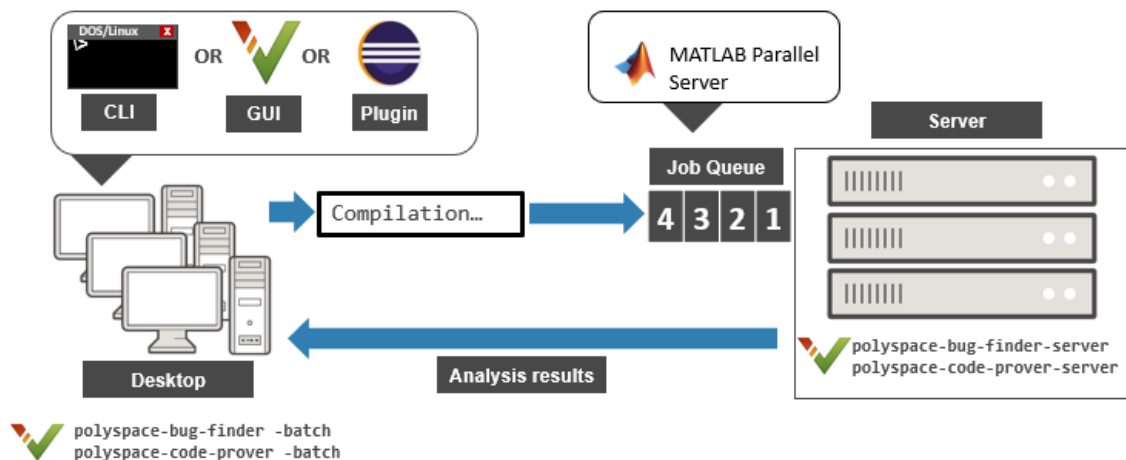 DOS/Linux X
\>
OR
OR
CLI
GUI
Plugin
MATLAB Parallel
Server
Server
Job Queue
4 3 2 1
Compilation…
Desktop
Analysis results
polyspace-bug-finder-server
polyspace-code-prover-server
polyspace-bug-finder -batch
polyspace-code-prover -batch